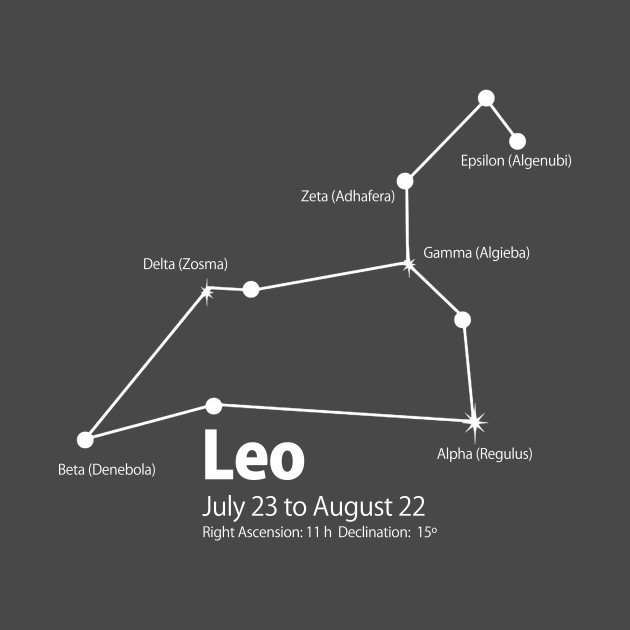 Epsilon (Algenubi)
Zeta (Adhafera)
Gamma (Algieba)
Delta (Zosma)
Alpha (Regulus)
Beta (Denebola)
Leo
July 23 to August 22
Right Ascension: 11 h Declination: 15º